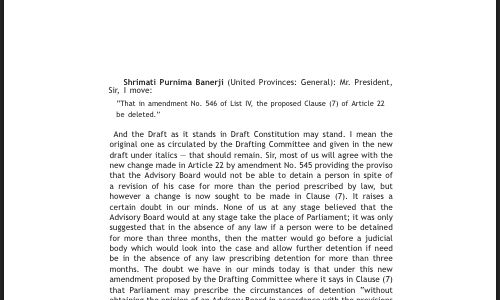 Shrimati Purnima Banerji (United Provinces: General): Mr. President,
Sir, I move:
"That in amendment No. 546 of List IV, the proposed Clause (7) of Article 22
be deleted."
And the Draft as it stands in Draft Constitution may stand. I mean the
original one as circulated by the Drafting Committee and given in the new
draft under italics — that should remain. Sir, most of us will agree with the
new change made in Article 22 by amendment No. 545 providing the proviso
that the Advisory Board would not be able to detain a person in spite of
a revision of his case for more than the period prescribed by law, but
however a change is now sought to be made in Clause (7). It raises a
certain doubt in our minds. None of us at any stage believed that the
Advisory Board would at any stage take the place of Parliament; it was only
suggested that in the absence of any law if a person were to be detained
for more than three months, then the matter would go before a judicial
body which would look into the case and allow further detention if need
be in the absence of any law prescribing detention for more than three
months. The doubt we have in our minds today is that under this new
amendment proposed by the Drafting Committee where it says in Clause (7)
that Parliament may prescribe the circumstances of detention "without
obtaining the opinion of an Advisory Board in accordance with the provisions